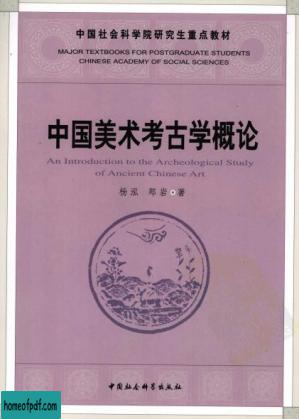 中国社会科学院研究生重点教材
MAJOR TEXTBOOKS FOR POSTGRADUATE STUDENTS
CHINESE ACADEMY OF SOCIAL SCIENCES
中国美术考古学概论
An Introduction to the Archeological Study
of Ancient Chinese Art
杨泓 郑岩 著
中国社会科学出版社
homeofpdf.com